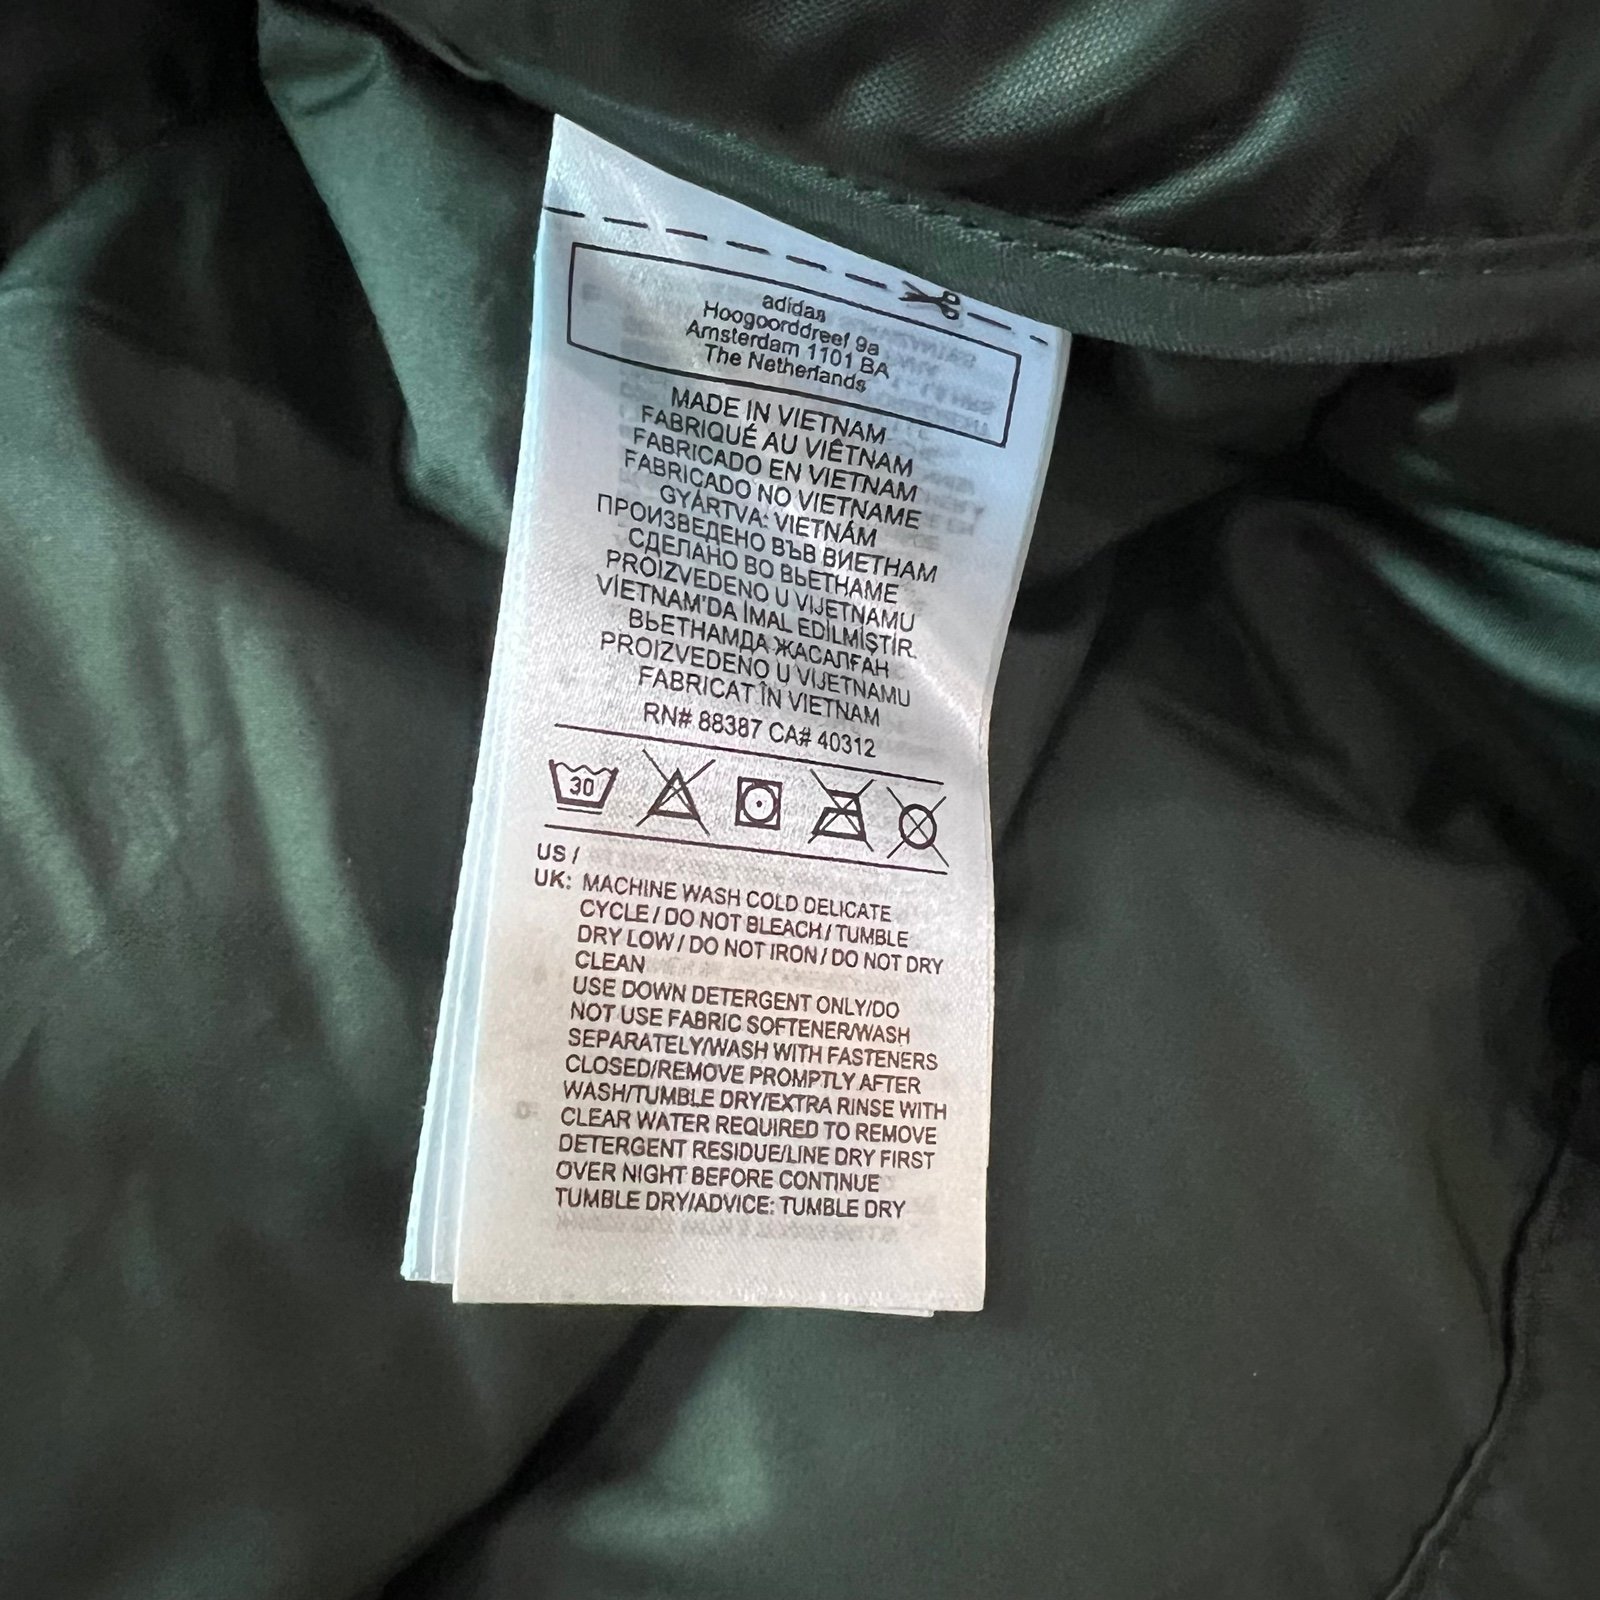 adidas
Hoogoorddreef 9a
Amsterdam 1101 BA
The Netherlands
MADE IN VIETNAM
FABRIQUÉ AU VIÊTNAM
FABRICADO EN VIETNAM
FABRICADO NO VIETNAME
GYÁRTVA: VIETNÁM
ПРОИЗВЕДЕНО ВЪВ ВИЕТНАМ
СДЕЛАНО ВО ВЬЕТНАМЕ
PROIZVEDENO U VIJETNAMU
VİETNAM'DA İMAL EDİLMİŞTİR.
ВЬЕТНАМДА ЖАСАЛҒАН
PROIZVEDENO U VIJETNAMU
FABRICAT ÎN VIETNAM
RN# 88387 CA# 40312
30
US /
UK: MACHINE WASH COLD DELICATE
CYCLE / DO NOT BLEACH / TUMBLE
DRY LOW / DO NOT IRON / DO NOT DRY
CLEAN
USE DOWN DETERGENT ONLY/DO
NOT USE FABRIC SOFTENER/WASH
SEPARATELY/WASH WITH FASTENERS
CLOSED/REMOVE PROMPTLY AFTER
WASH/TUMBLE DRY/EXTRA RINSE WITH
CLEAR WATER REQUIRED TO REMOVE
DETERGENT RESIDUE/LINE DRY FIRST
OVER NIGHT BEFORE CONTINUE
TUMBLE DRY/ADVICE: TUMBLE DRY